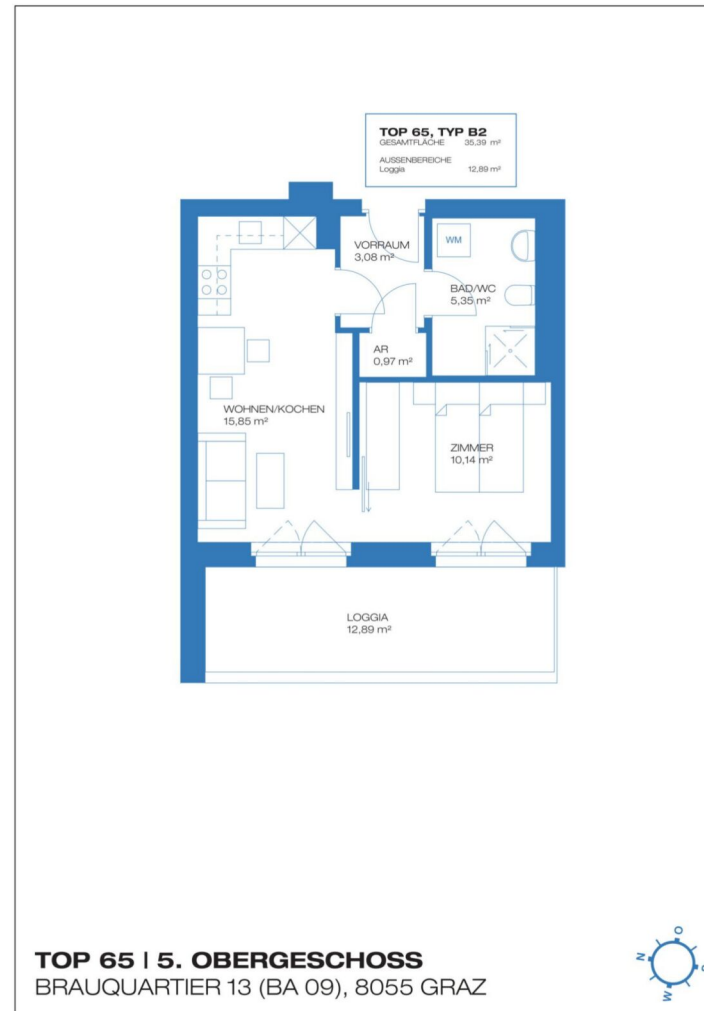 TOP 65, TYP B2
GESAMTFLÄCHE 35,39 m²
AUSSENBEREICHE
Loggia 12,89 m²
VORRAUM
3,08 m²
WM
BAD/WC
5,35 m²
AR
0,97 m²
WOHNEN/KOCHEN
15,85 m²
ZIMMER
10,14 m²
LOGGIA
12,89 m²
TOP 65 | 5. OBERGESCHOSS
BRAUQUARTIER 13 (BA 09), 8055 GRAZ
N
O
S
W